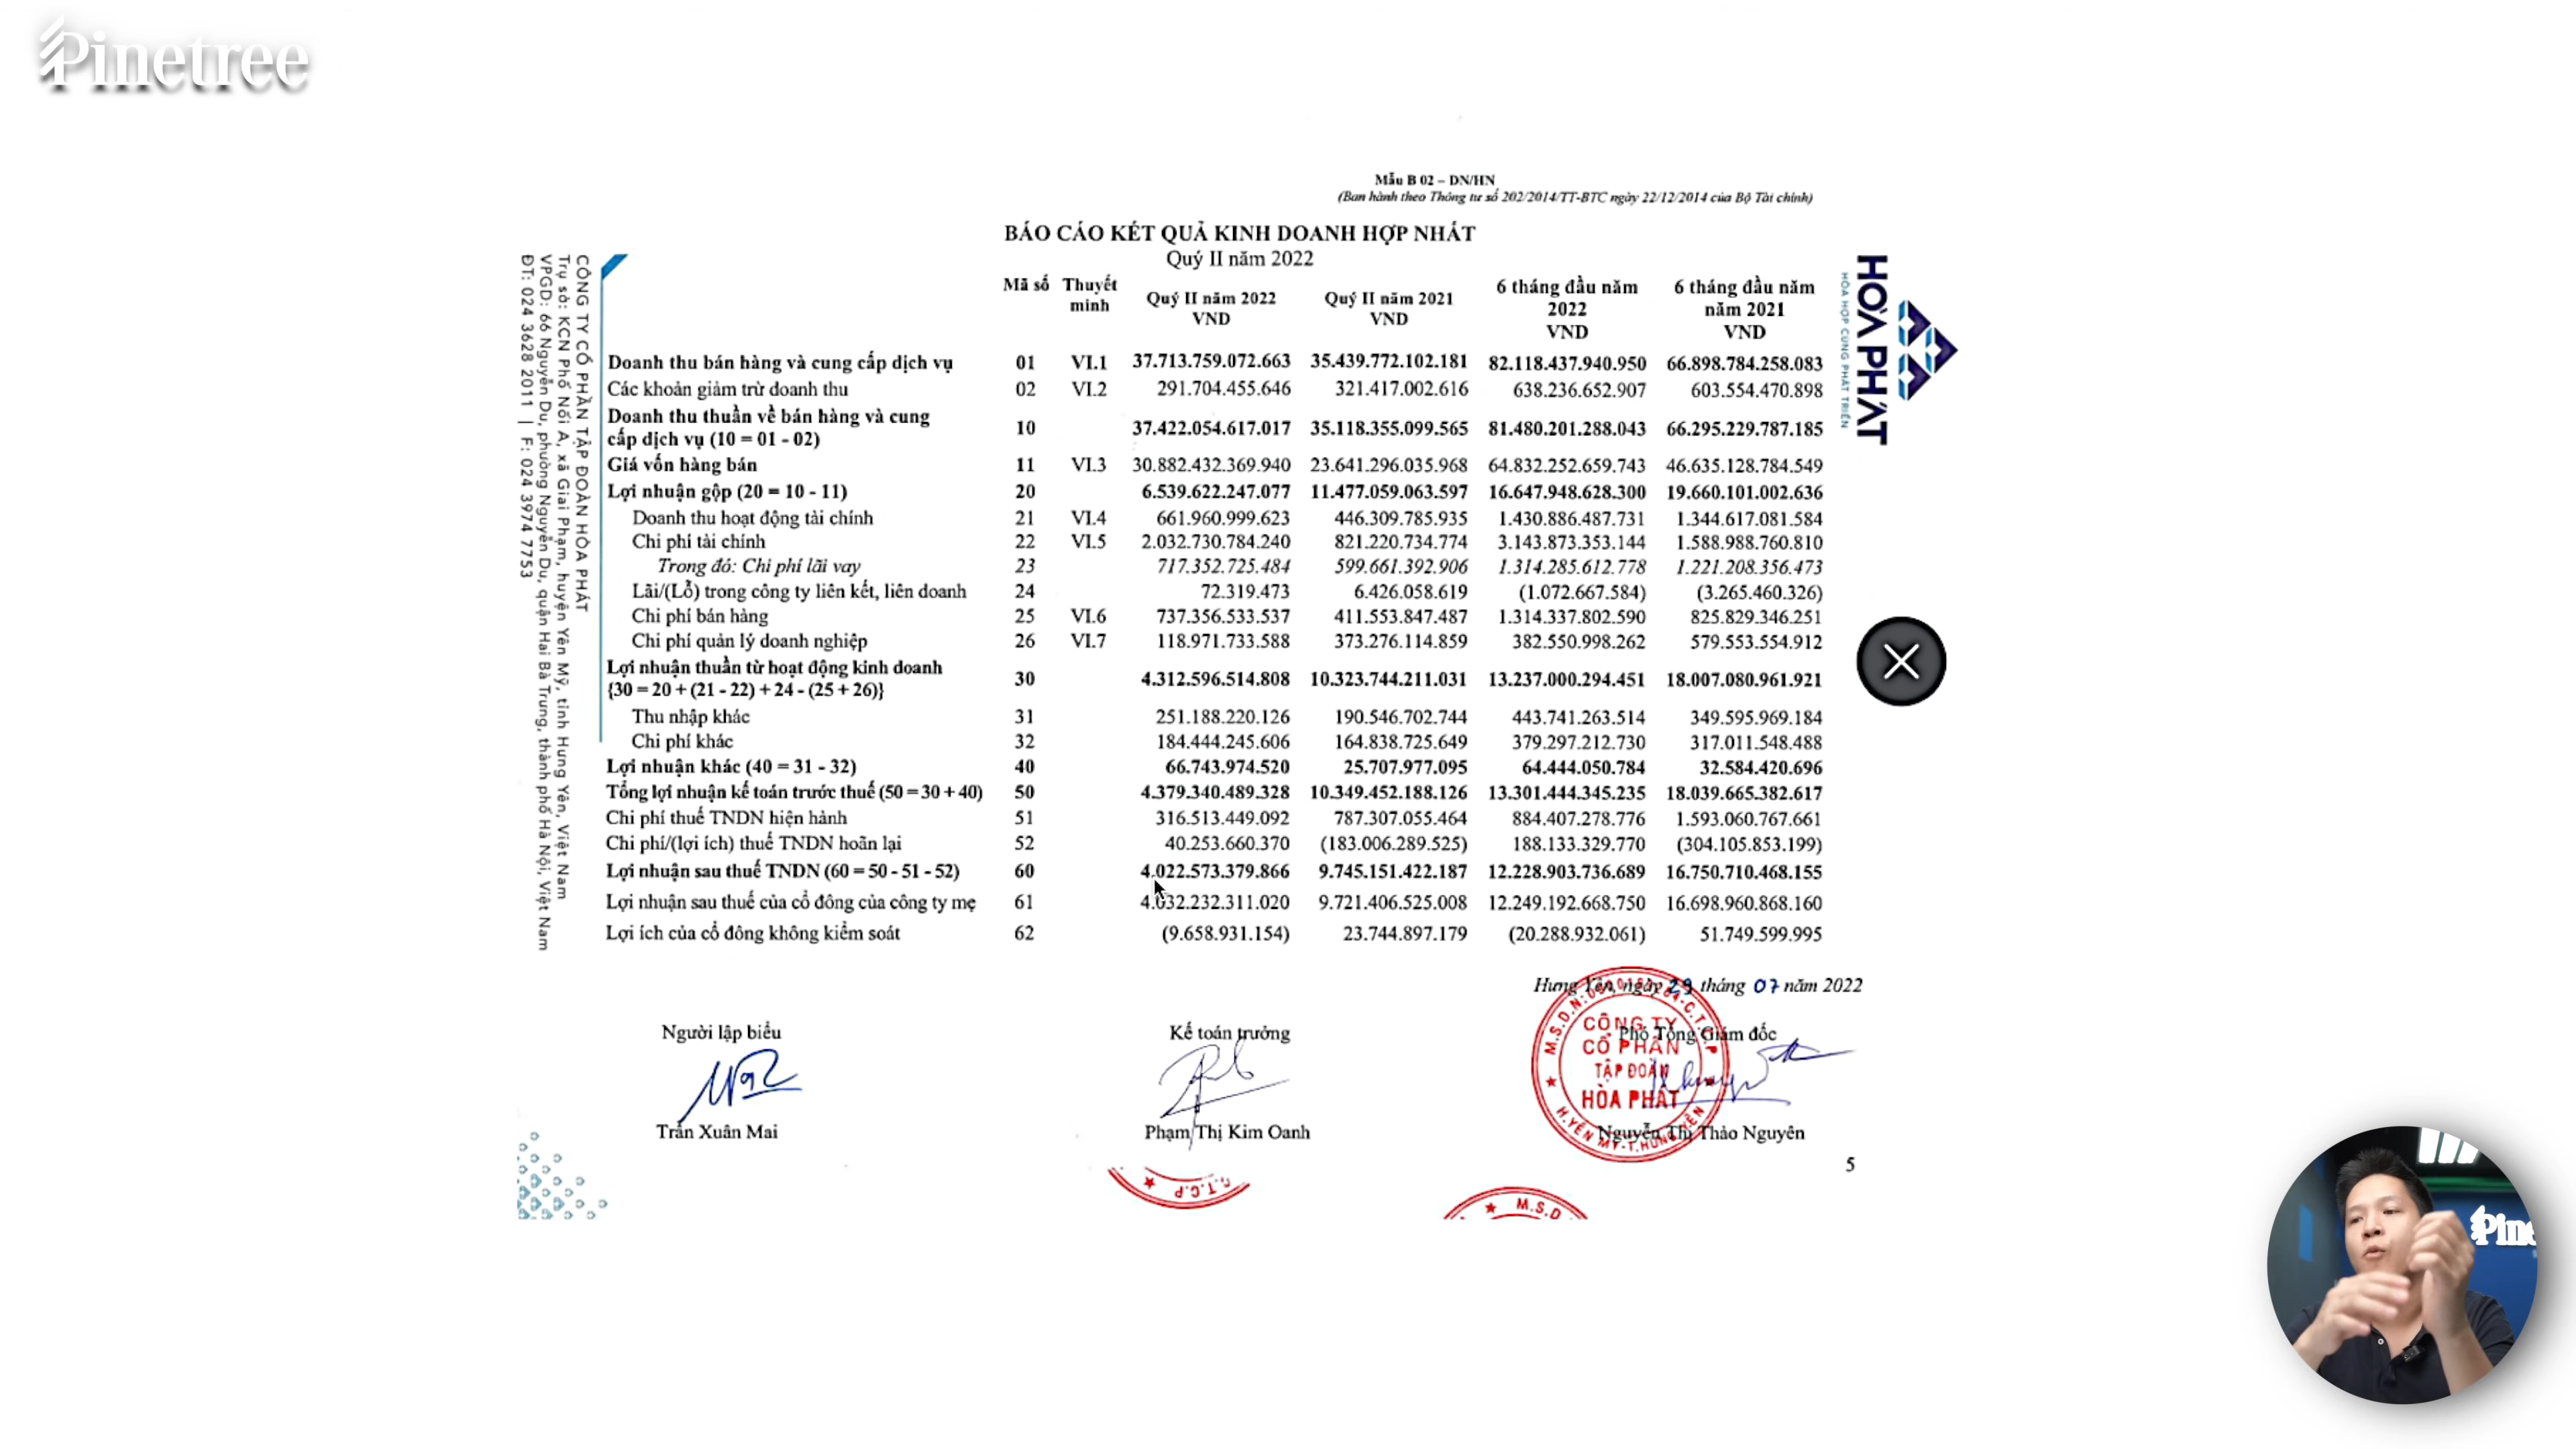 Pinetree
Mẫu B 02 – DN/HN
(Ban hành theo Thông tư số 202/2014/TT-BTC ngày 22/12/2014 của Bộ Tài chính)
BÁO CÁO KẾT QUẢ KINH DOANH HỢP NHẤT
Quý II năm 2022
Mã số Thuyết minh Quý II năm 2022 VND Quý II năm 2021 VND 6 tháng đầu năm 2022 VND 6 tháng đầu năm năm 2021 VND
Doanh thu bán hàng và cung cấp dịch vụ 01 VI.1 37.713.759.072.663 35.439.772.102.181 82.118.437.940.950 66.898.784.258.083
Các khoản giảm trừ doanh thu 02 VI.2 291.704.455.646 321.417.002.616 638.236.652.907 603.554.470.898
Doanh thu thuần về bán hàng và cung
cấp dịch vụ (10 = 01 - 02) 10 37.422.054.617.017 35.118.355.099.565 81.480.201.288.043 66.295.229.787.185
Giá vốn hàng bán 11 VI.3 30.882.432.369.940 23.641.296.035.968 64.832.252.659.743 46.635.128.784.549
Lợi nhuận gộp (20 = 10 - 11) 20 6.539.622.247.077 11.477.059.063.597 16.647.948.628.300 19.660.101.002.636
Doanh thu hoạt động tài chính 21 VI.4 661.960.999.623 446.309.785.935 1.430.886.487.731 1.344.617.081.584
Chi phí tài chính 22 VI.5 2.032.730.784.240 821.220.734.774 3.143.873.353.144 1.588.988.760.810
Trong đó: Chi phí lãi vay 23 717.352.725.484 599.661.392.906 1.314.285.612.778 1.221.208.356.473
Lãi/(Lỗ) trong công ty liên kết, liên doanh 24 72.319.473 6.426.058.619 (1.072.667.584) (3.265.460.326)
Chi phí bán hàng 25 VI.6 737.356.533.537 411.553.847.487 1.314.337.802.590 825.829.346.251
Chi phí quản lý doanh nghiệp 26 VI.7 118.971.733.588 373.276.114.859 382.550.998.262 579.553.554.912
Lợi nhuận thuần từ hoạt động kinh doanh
{30 = 20 + (21 - 22) + 24 - (25 + 26)} 30 4.312.596.514.808 10.323.744.211.031 13.237.000.294.451 18.007.080.961.921
Thu nhập khác 31 251.188.220.126 190.546.702.744 443.741.263.514 349.595.969.184
Chi phí khác 32 184.444.245.606 164.838.725.649 379.297.212.730 317.011.548.488
Lợi nhuận khác (40 = 31 - 32) 40 66.743.974.520 25.707.977.095 64.444.050.784 32.584.420.696
Tổng lợi nhuận kế toán trước thuế (50 = 30 + 40) 50 4.379.340.489.328 10.349.452.188.126 13.301.444.345.235 18.039.665.382.617
Chi phí thuế TNDN hiện hành 51 316.513.449.092 787.307.055.464 884.407.278.776 1.593.060.767.661
Chi phí/(lợi ích) thuế TNDN hoãn lại 52 40.253.660.370 (183.006.289.525) 188.133.329.770 (304.105.853.199)
Lợi nhuận sau thuế TNDN (60 = 50 - 51 - 52) 60 4.022.573.379.866 9.745.151.422.187 12.228.903.736.689 16.750.710.468.155
Lợi nhuận sau thuế của cổ đông của công ty mẹ 61 4.032.232.311.020 9.721.406.525.008 12.249.192.668.750 16.698.960.868.160
Lợi ích của cổ đông không kiểm soát 62 (9.658.931.154) 23.744.897.179 (20.288.932.061) 51.749.599.995
Hưng Yên, ngày 29 tháng 07 năm 2022
Người lập biểu Kế toán trưởng Phó Tổng Giám đốc
CÔNG TY
CỔ PHẦN
TẬP ĐOÀN
HÒA PHÁT
H.YÊN MỸ-T.HƯNG YÊN
Trần Xuân Mai Phạm Thị Kim Oanh Nguyễn Thị Thảo Nguyên
5
C.T.C.P
M.S.D
CÔNG TY CỔ PHẦN TẬP ĐOÀN HÒA PHÁT
Trụ sở: KCN Phố Nối A, xã Giai Phạm, huyện Yên Mỹ, tỉnh Hưng Yên, Việt Nam
VPGD: 66 Nguyễn Du, phường Nguyễn Du, quận Hai Bà Trưng, thành phố Hà Nội, Việt Nam
ĐT: 024 3628 2011 | F: 024 3974 7753
HÒA PHÁT
HÒA HỢP CÙNG PHÁT TRIỂN
Pine